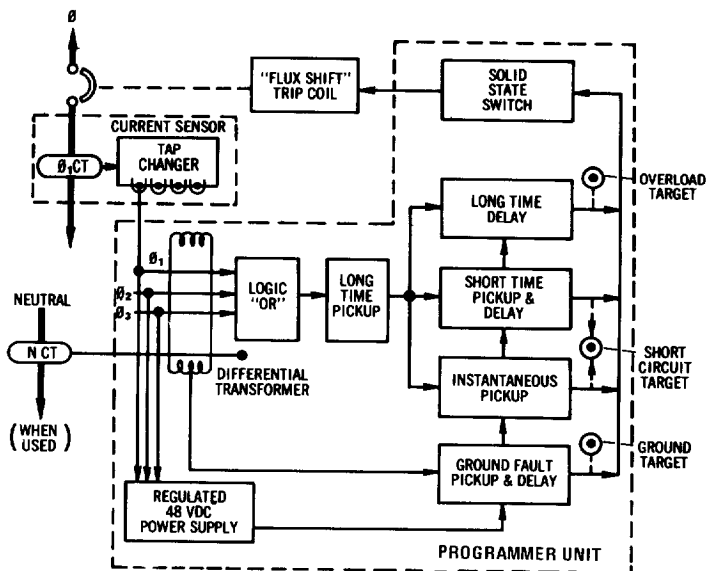 Ø
"FLUX SHIFT"
TRIP COIL
SOLID
STATE
SWITCH
CURRENT SENSOR
TAP
CHANGER
Ø1CT
OVERLOAD
TARGET
LONG TIME
DELAY
Ø1
Ø2
Ø3
LOGIC
"OR"
LONG
TIME
PICKUP
SHORT TIME
PICKUP &
DELAY
NEUTRAL
N CT
(WHEN
USED)
DIFFERENTIAL
TRANSFORMER
INSTANTANEOUS
PICKUP
SHORT
CIRCUIT
TARGET
GROUND FAULT
PICKUP & DELAY
GROUND
TARGET
REGULATED
48 VDC
POWER SUPPLY
PROGRAMMER UNIT